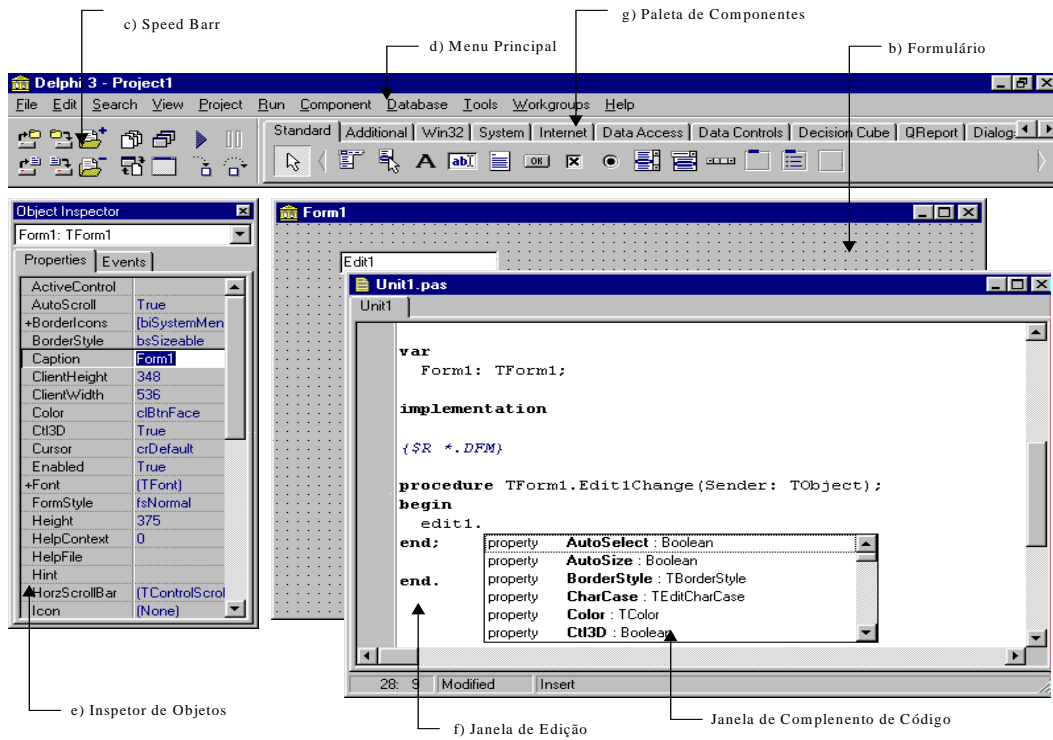 c) Speed Barr
g) Paleta de Componentes
d) Menu Principal
b) Formulário
Delphi 3 - Project1
File Edit Search View Project Run Component Database Tools Workgroups Help
Standard Additional Win32 System Internet Data Access Data Controls Decision Cube QReport Dialog
A ab OK
Object Inspector
Form1: TForm1
Properties Events
ActiveControl
AutoScroll True
+BorderIcons [biSystemMen
BorderStyle bsSizeable
Caption Form1
ClientHeight 348
ClientWidth 536
Color clBtnFace
Ctl3D True
Cursor crDefault
Enabled True
+Font (TFont)
FormStyle fsNormal
Height 375
HelpContext 0
HelpFile
Hint
HorzScrollBar (TControlScrol
Icon (None)
Form1
Edit1
Unit1.pas
Unit1
var
Form1: TForm1;
implementation
{$R *.DFM}
procedure TForm1.Edit1Change(Sender: TObject);
begin
edit1.
end;
end.
property AutoSelect : Boolean
property AutoSize : Boolean
property BorderStyle : TBorderStyle
property CharCase : TEditCharCase
property Color : TColor
property Ctl3D : Boolean
28: 9 Modified Insert
e) Inspetor de Objetos
f) Janela de Edição
Janela de Complenento de Código